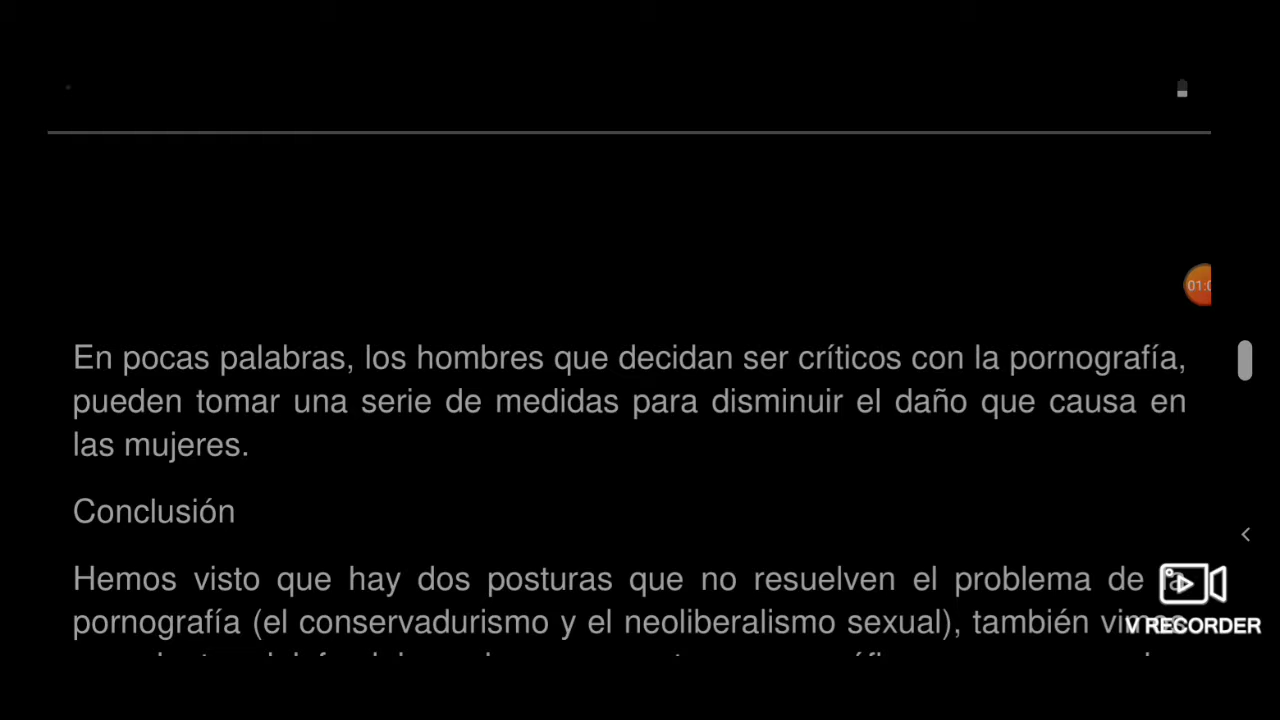 01:0
En pocas palabras, los hombres que decidan ser críticos con la pornografía,
pueden tomar una serie de medidas para disminuir el daño que causa en
las mujeres.
Conclusión
Hemos visto que hay dos posturas que no resuelven el problema de
pornografía (el conservadurismo y el neoliberalismo sexual), también
V RECORDER